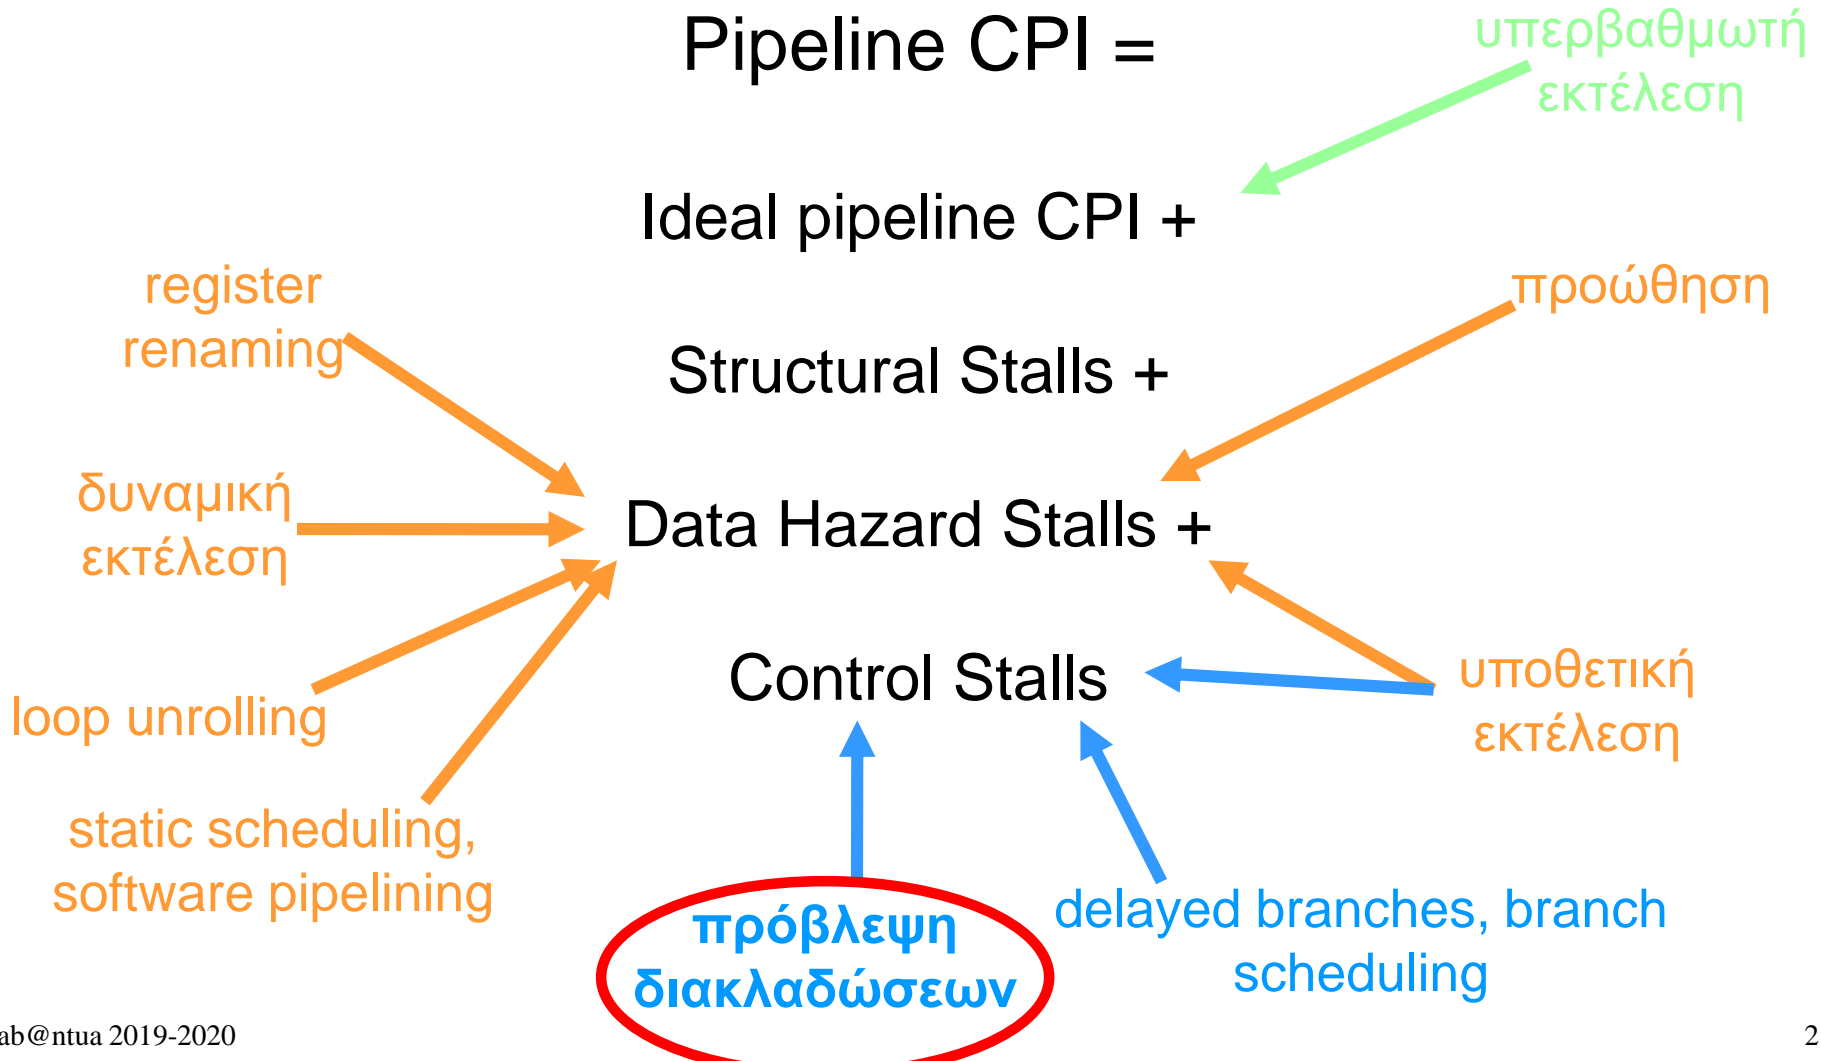 Pipeline CPI =
υπερβαθμωτή
εκτέλεση
Ideal pipeline CPI +
register
renaming
προώθηση
Structural Stalls +
δυναμική
εκτέλεση
Data Hazard Stalls +
loop unrolling
Control Stalls
υποθετική
εκτέλεση
static scheduling,
software pipelining
πρόβλεψη
διακλαδώσεων
delayed branches, branch
scheduling
ab@ntua 2019-2020
2